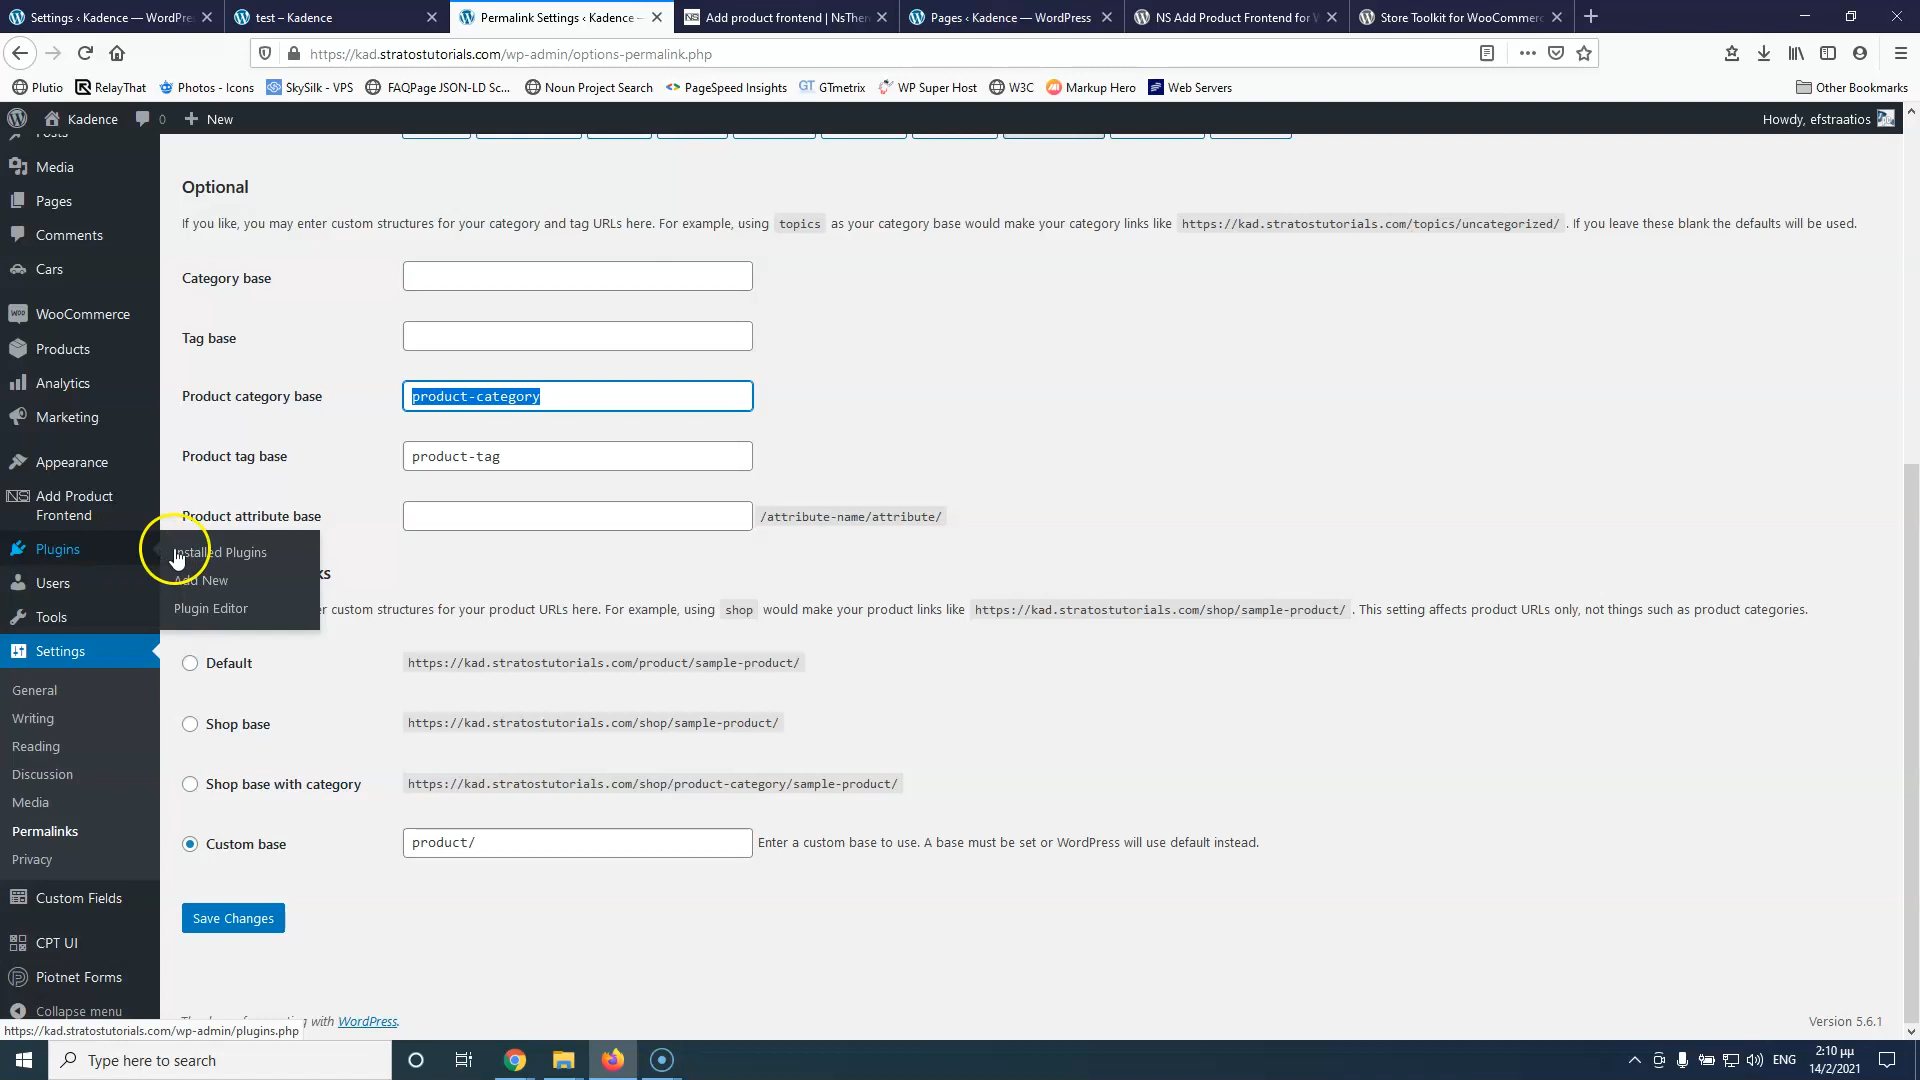 Settings ‹ Kadence — WordPre
test – Kadence
Permalink Settings ‹ Kadence —
Add product frontend | NsThen
Pages ‹ Kadence — WordPress
NS Add Product Frontend for W
Store Toolkit for WooCommerc
https://kad.stratostutorials.com/wp-admin/options-permalink.php
Plutio
RelayThat
Photos - Icons
SkySilk - VPS
FAQPage JSON-LD Sc...
Noun Project Search
PageSpeed Insights
GTmetrix
WP Super Host
W3C
Markup Hero
Web Servers
Other Bookmarks
Kadence
0
New
Howdy, efstraatios
Posts
Media
Pages
Comments
Cars
WooCommerce
Products
Analytics
Marketing
Appearance
Add Product
Frontend
Plugins
Users
Tools
Settings
General
Writing
Reading
Discussion
Media
Permalinks
Privacy
Custom Fields
CPT UI
Piotnet Forms
Collapse menu
Installed Plugins
Add New
Plugin Editor
Optional
If you like, you may enter custom structures for your category and tag URLs here. For example, using topics as your category base would make your category links like https://kad.stratostutorials.com/topics/uncategorized/ . If you leave these blank the defaults will be used.
Category base
Tag base
Product category base
product-category
Product tag base
product-tag
Product attribute base
/attribute-name/attribute/
ks
r custom structures for your product URLs here. For example, using shop would make your product links like https://kad.stratostutorials.com/shop/sample-product/ . This setting affects product URLs only, not things such as product categories.
Default
https://kad.stratostutorials.com/product/sample-product/
Shop base
https://kad.stratostutorials.com/shop/sample-product/
Shop base with category
https://kad.stratostutorials.com/shop/product-category/sample-product/
Custom base
product/
Enter a custom base to use. A base must be set or WordPress will use default instead.
Save Changes
g with WordPress.
Version 5.6.1
https://kad.stratostutorials.com/wp-admin/plugins.php
Type here to search
ENG
2:10 μμ
14/2/2021